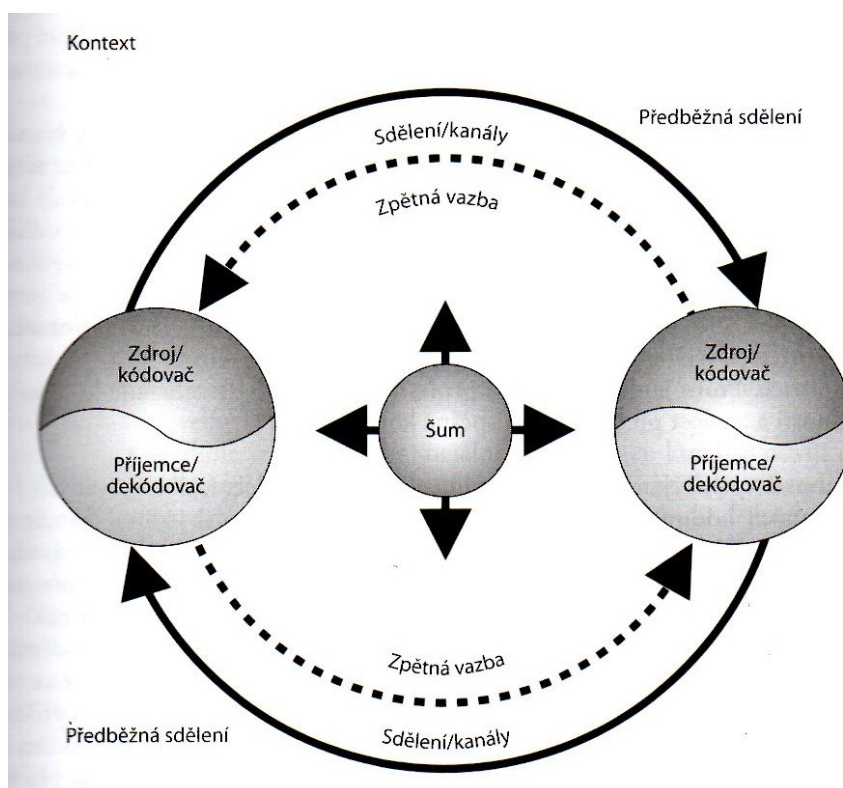 Kontext
Předběžná sdělení
Sdělení/kanály
Zpětná vazba
Zdroj/
kódovač
Příjemce/
dekódovač
Šum
Zdroj/
kódovač
Příjemce/
dekódovač
Zpětná vazba
Předběžná sdělení
Sdělení/kanály